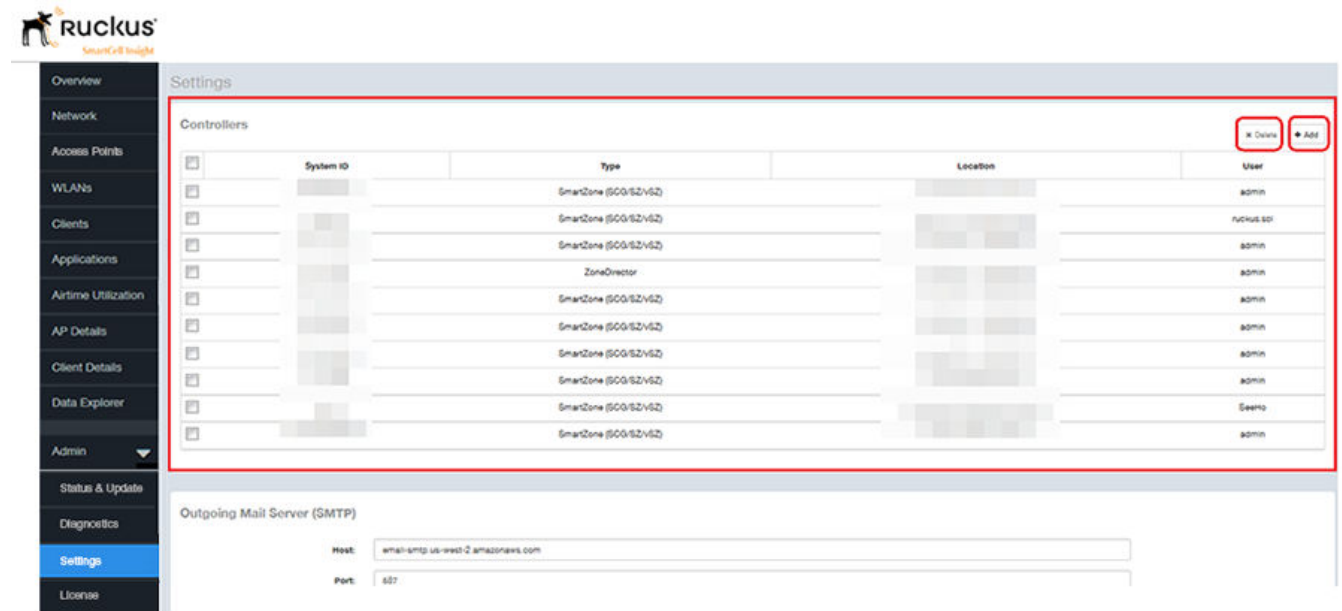 RUCKUS
SmartCell Insight
Overview
Network
Access Points
WLANs
Clients
Applications
Airtime Utilization
AP Details
Client Details
Data Explorer
Admin
Status & Update
Diagnostics
Settings
License
Settings
Controllers
Delete Add
System ID Type Location User
SmartZone (SCG/SZ/vSZ) admin
SmartZone (SCG/SZ/vSZ) ruckus.sci
SmartZone (SCG/SZ/vSZ) admin
ZoneDirector admin
SmartZone (SCG/SZ/vSZ) admin
SmartZone (SCG/SZ/vSZ) admin
SmartZone (SCG/SZ/vSZ) admin
SmartZone (SCG/SZ/vSZ) admin
SmartZone (SCG/SZ/vSZ)
SmartZone (SCG/SZ/vSZ) admin
Outgoing Mail Server (SMTP)
Host: email-smtp.us-west-2.amazonaws.com
Port: 587